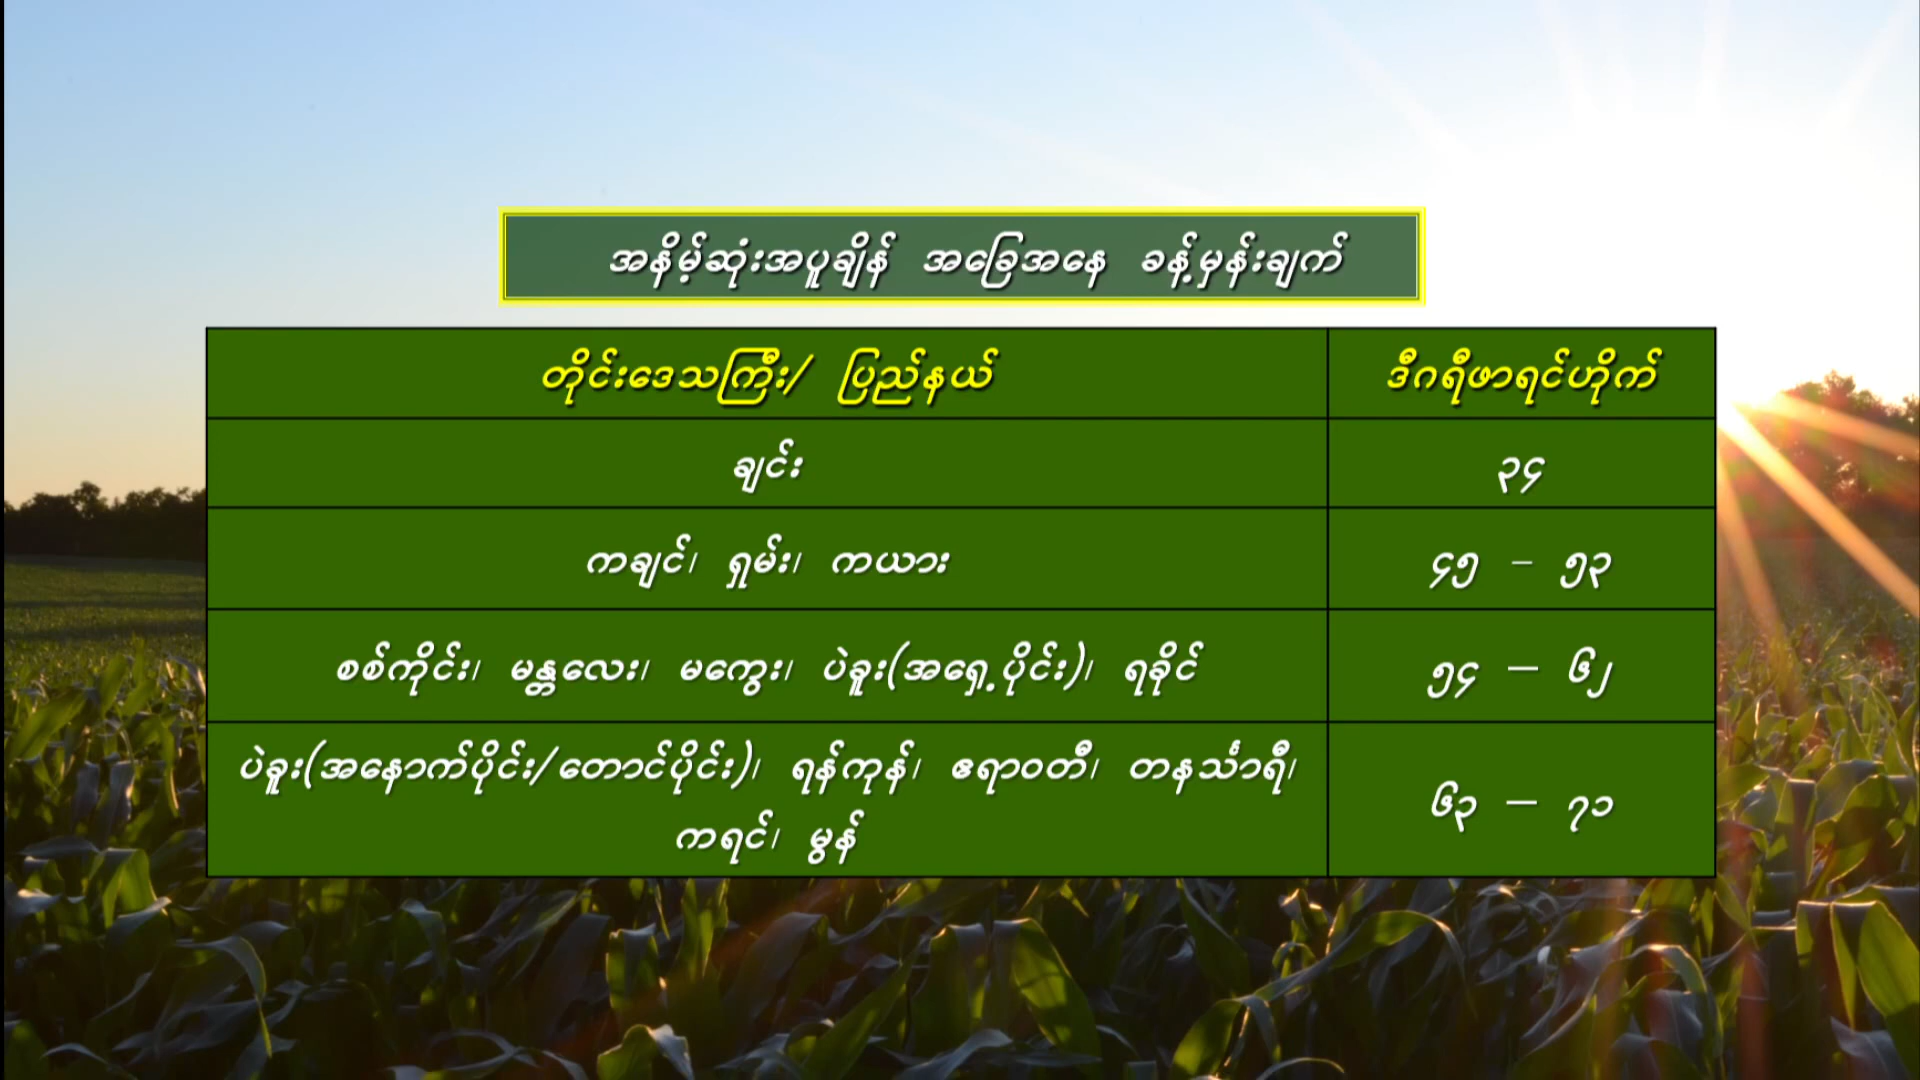 အနိမ့်ဆုံးအပူချိန် အခြေအနေ ခန့်မှန်းချက်
တိုင်းဒေသကြီး/ ပြည်နယ် ဒီဂရီဖာရင်ဟိုက်
ချင်း ၃၄
ကချင်၊ ရှမ်း၊ ကယား ၄၅ - ၅၃
စစ်ကိုင်း၊ မန္တလေး၊ မကွေး၊ ပဲခူး(အရှေ့ပိုင်း)၊ ရခိုင် ၅၄ – ၆၂
ပဲခူး(အနောက်ပိုင်း/တောင်ပိုင်း)၊ ရန်ကုန်၊ ဧရာဝတီ၊ တနင်္သာရီ၊
ကရင်၊ မွန် ၆၃ – ၇၁